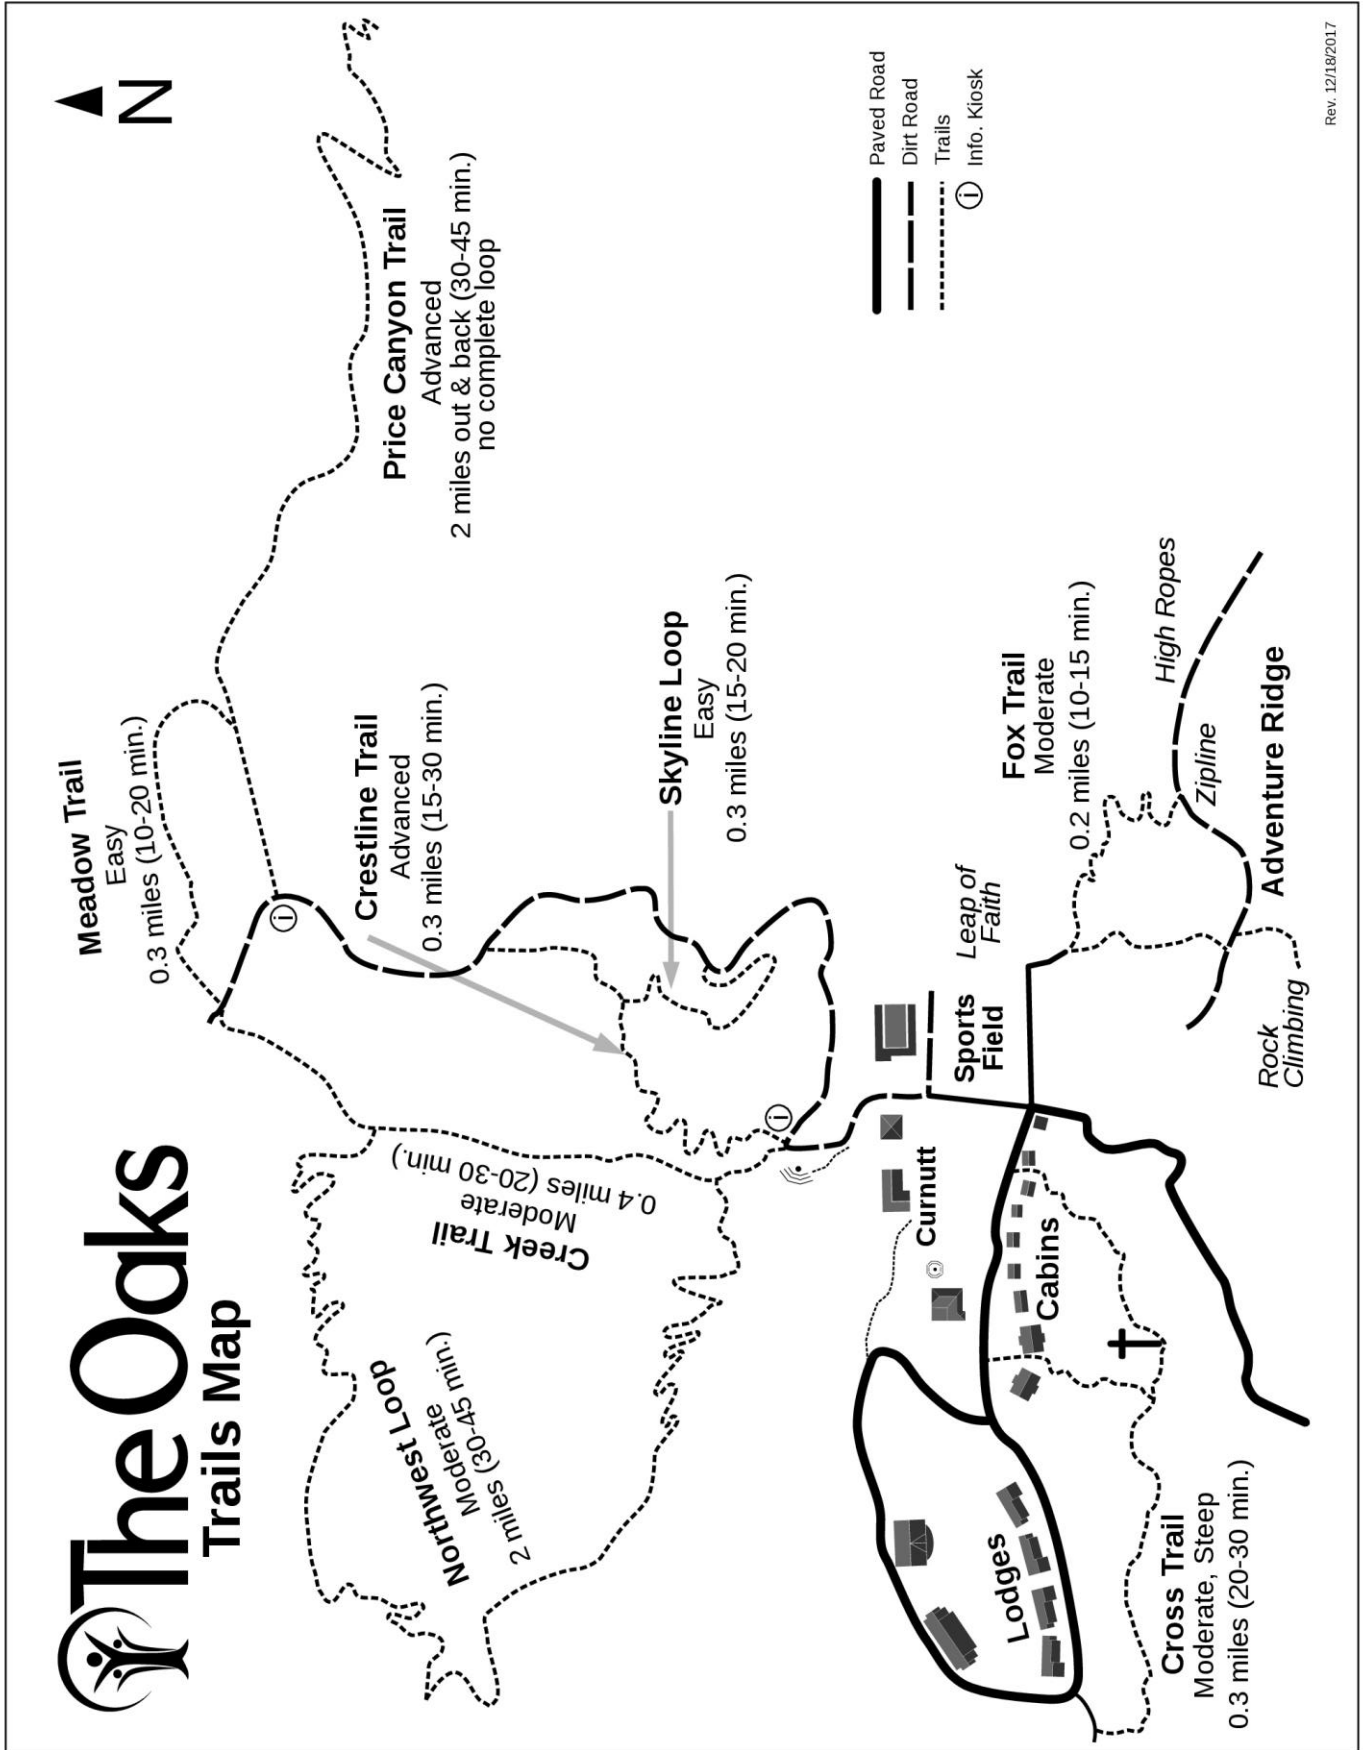 The Oaks
Trails Map
N
Meadow Trail
Easy
0.3 miles (10-20 min.)
Price Canyon Trail
Advanced
2 miles out & back (30-45 min.)
no complete loop
Crestline Trail
Advanced
0.3 miles (15-30 min.)
Creek Trail
Moderate
0.4 miles (20-30 min.)
Northwest Loop
Moderate
2 miles (30-45 min.)
Skyline Loop
Easy
0.3 miles (15-20 min.)
i
i
Paved Road
Dirt Road
Trails
i Info. Kiosk
Curnutt
Sports
Field
Leap of
Faith
Fox Trail
Moderate
0.2 miles (10-15 min.)
Lodges
Cabins
High Ropes
Zipline
Adventure Ridge
Rock
Climbing
Cross Trail
Moderate, Steep
0.3 miles (20-30 min.)
Rev. 12/18/2017